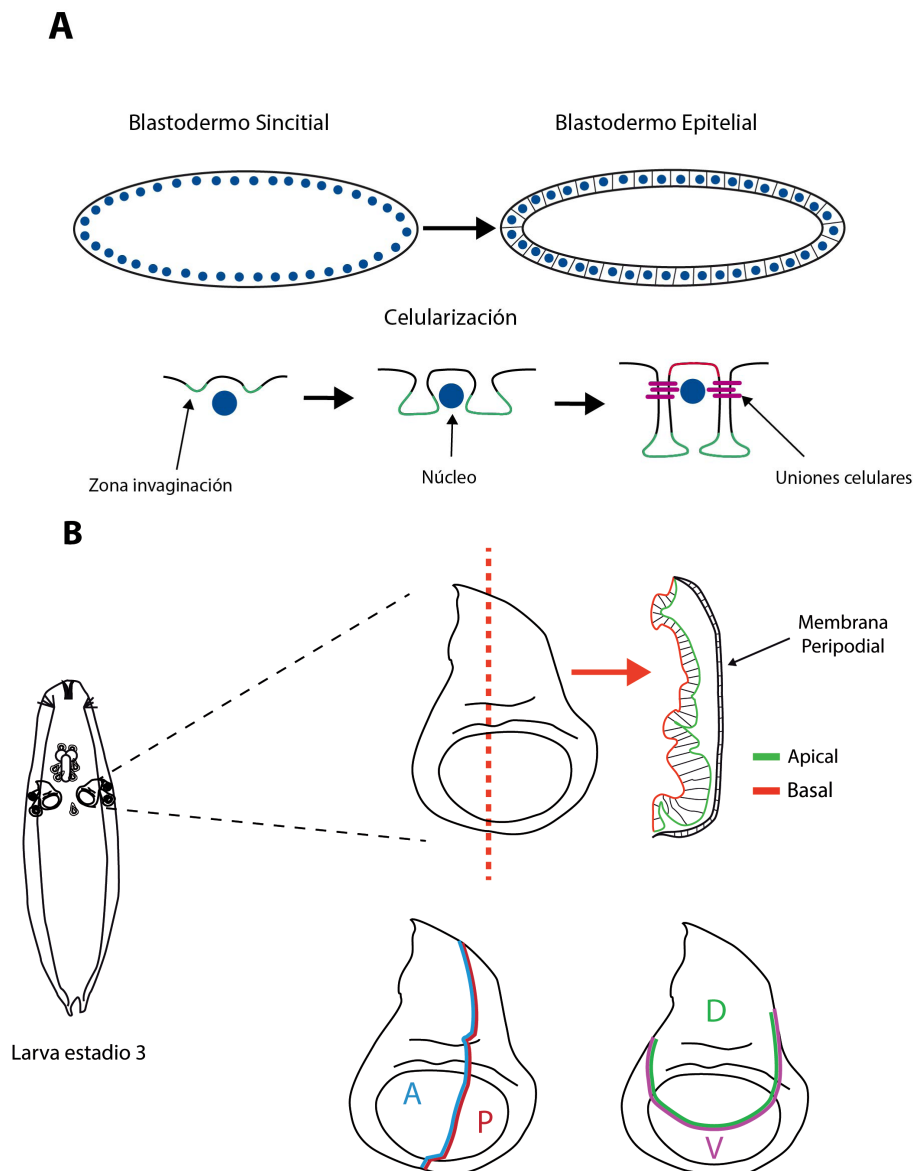 A
Blastodermo Sincitial
Blastodermo Epitelial
Celularización
Zona invaginación
Núcleo
Uniones celulares
B
Membrana
Peripodial
Apical
Basal
Larva estadio 3
A
P
D
V